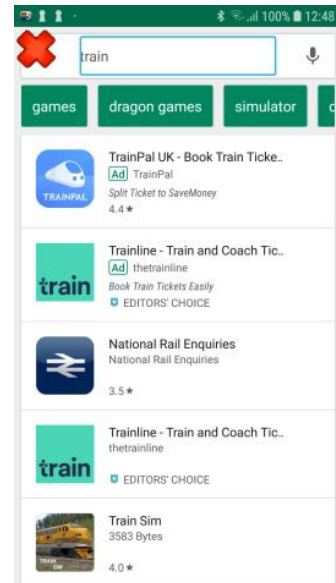 100% 12:48
train
games dragon games simulator
TrainPal UK - Book Train Ticke..
Ad TrainPal
Split Ticket to SaveMoney
4.4
TRAINPAL
Trainline - Train and Coach Tic..
Ad thetrainline
Book Train Tickets Easily
EDITORS' CHOICE
train
National Rail Enquiries
National Rail Enquiries
3.5
Trainline - Train and Coach Tic..
thetrainline
EDITORS' CHOICE
train
Train Sim
3583 Bytes
4.0
TRAIN SIM